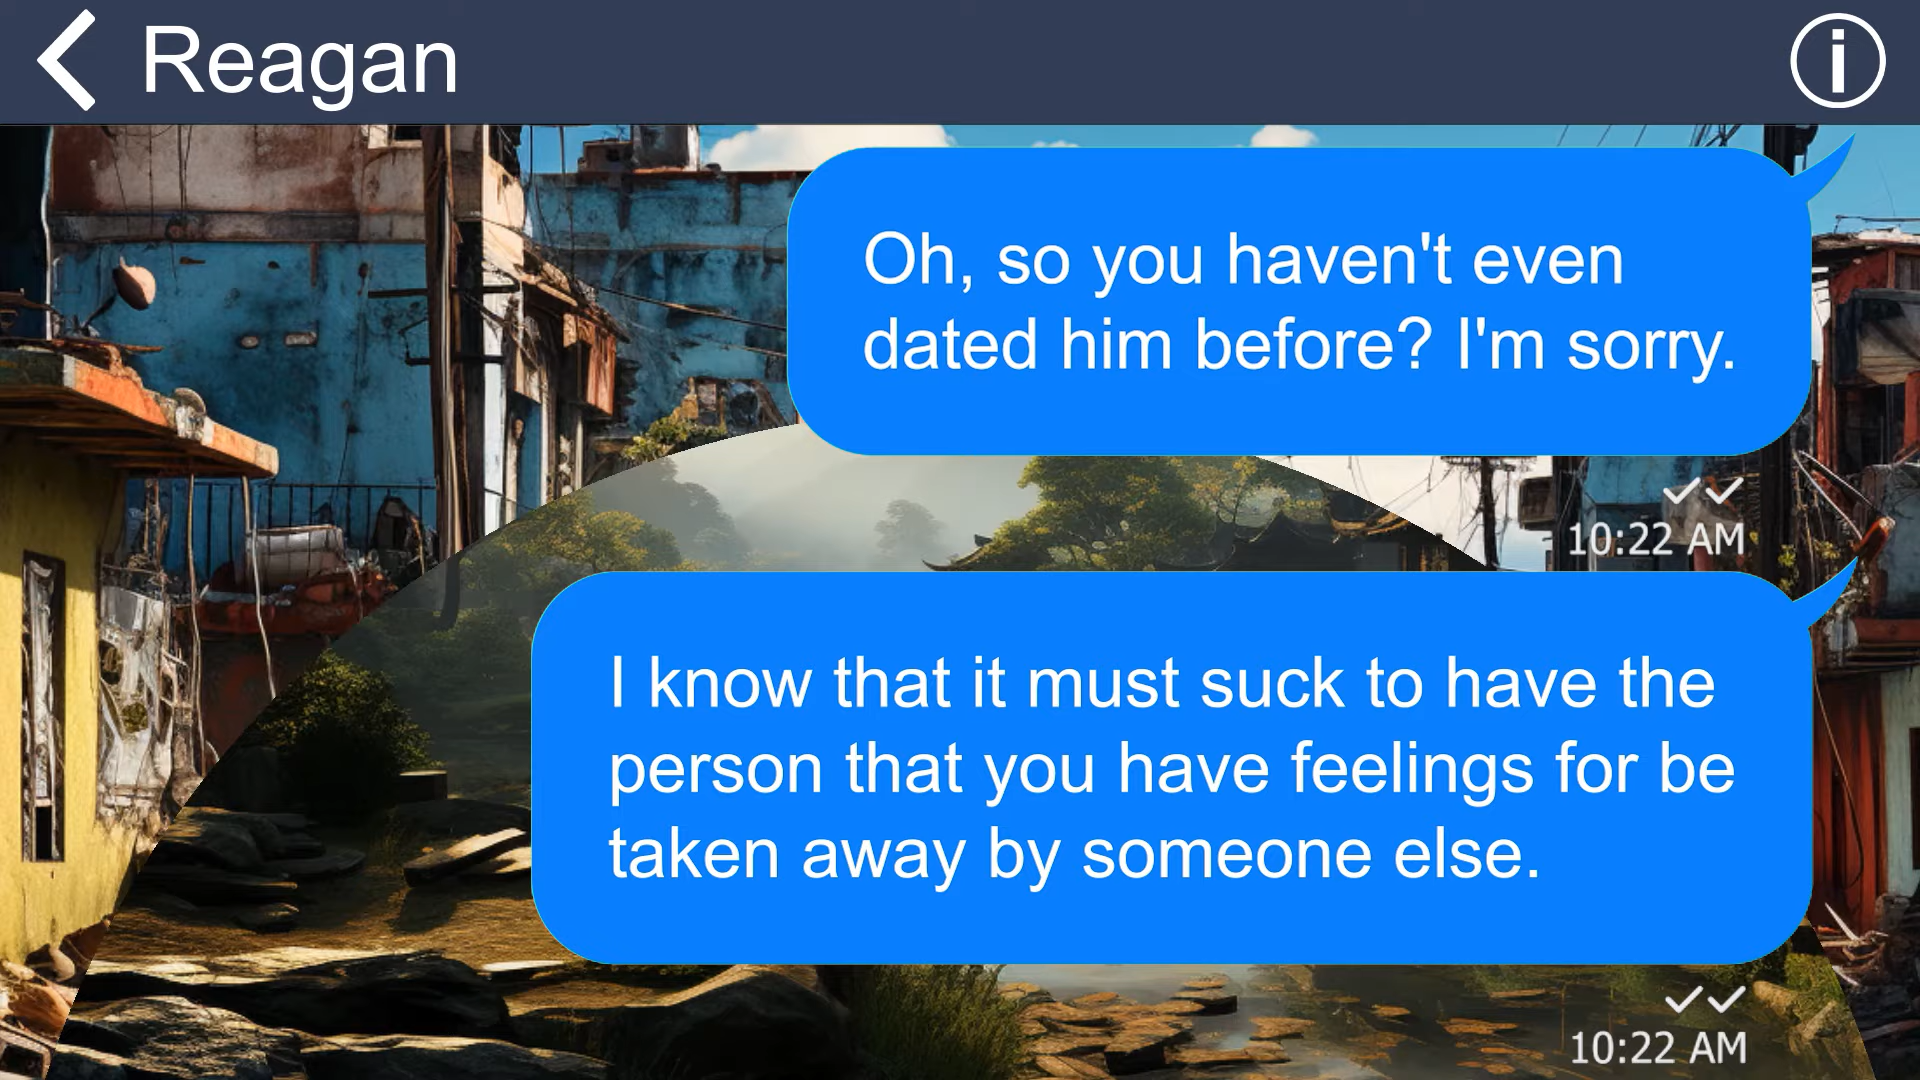 Reagan
Oh, so you haven't even
dated him before? I'm sorry.
10:22 AM
I know that it must suck to have the
person that you have feelings for be
taken away by someone else.
10:22 AM